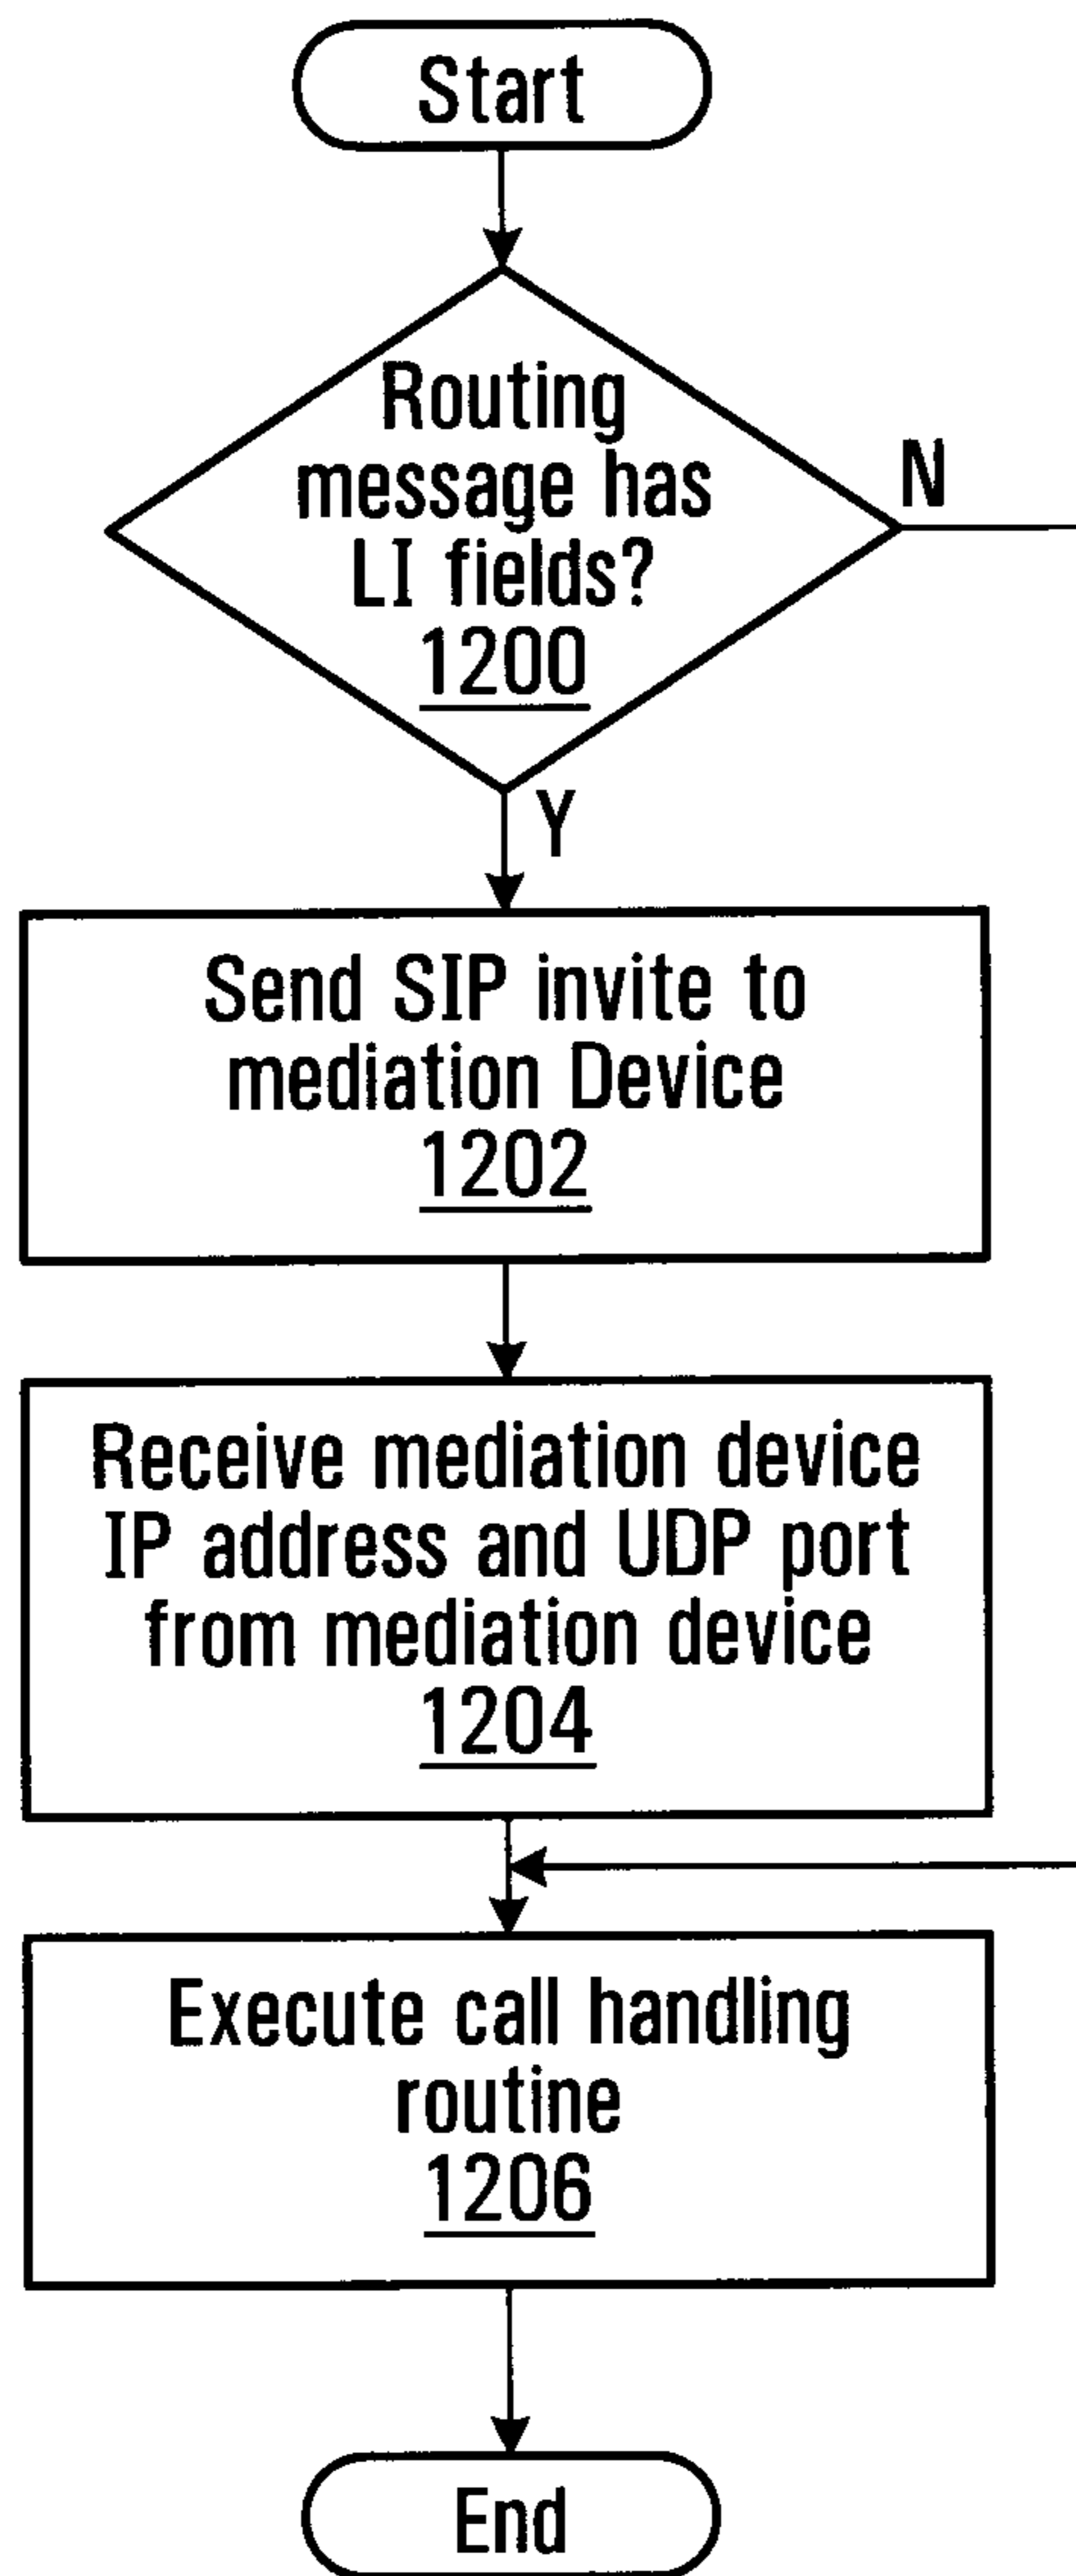 Start
Routing
message has
LI fields?
1200
N
Y
Send SIP invite to
mediation Device
1202
Receive mediation device
IP address and UDP port
from mediation device
1204
Execute call handling
routine
1206
End